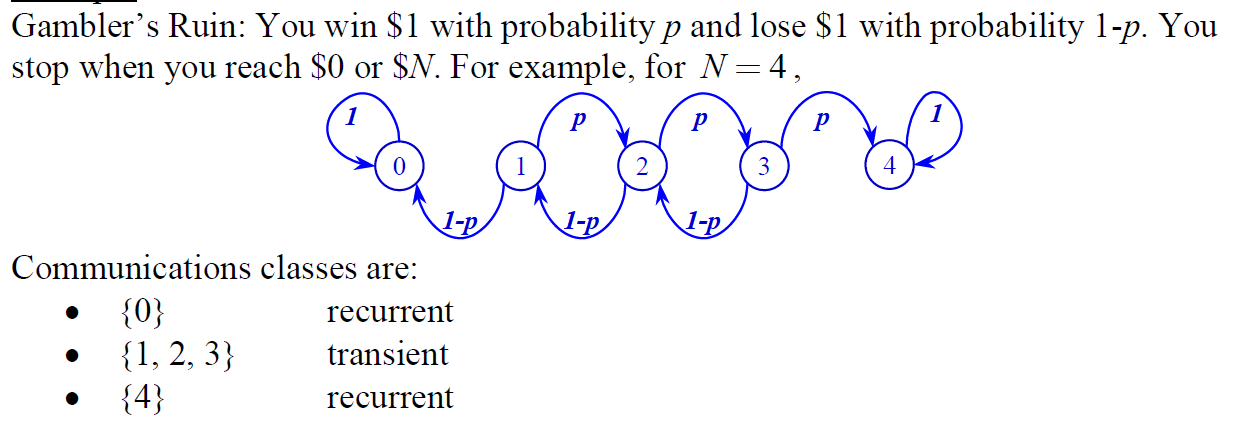 Gambler's Ruin: You win $1 with probability p and lose $1 with probability 1-p. You
stop when you reach $0 or $N. For example, for N = 4,
1 p p p 1
0 1 2 3 4
1-p 1-p 1-p
Communications classes are:
• {0} recurrent
• {1, 2, 3} transient
• {4} recurrent